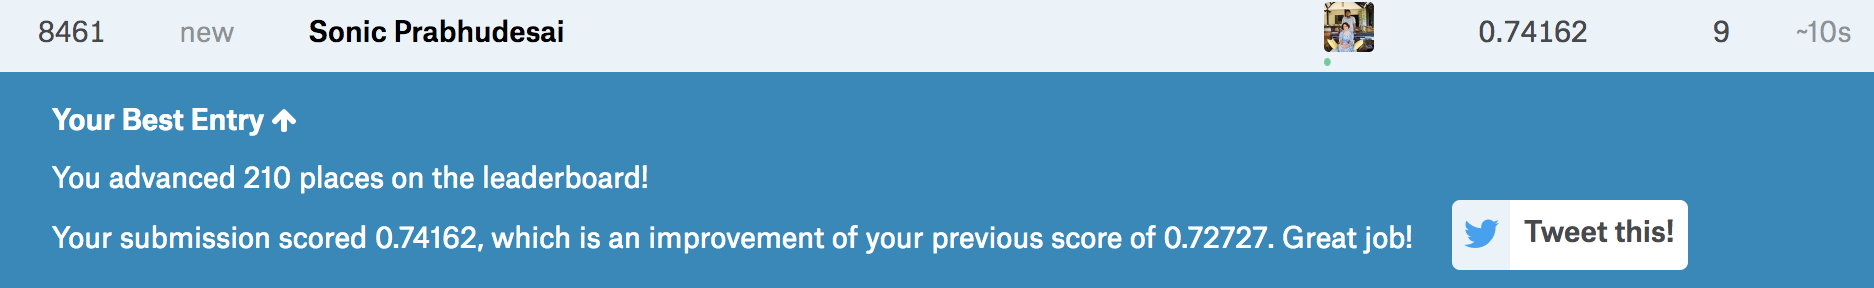 8461 new Sonic Prabhudesai 0.74162 9 ~10s
Your Best Entry ↑
You advanced 210 places on the leaderboard!
Your submission scored 0.74162, which is an improvement of your previous score of 0.72727. Great job! Tweet this!